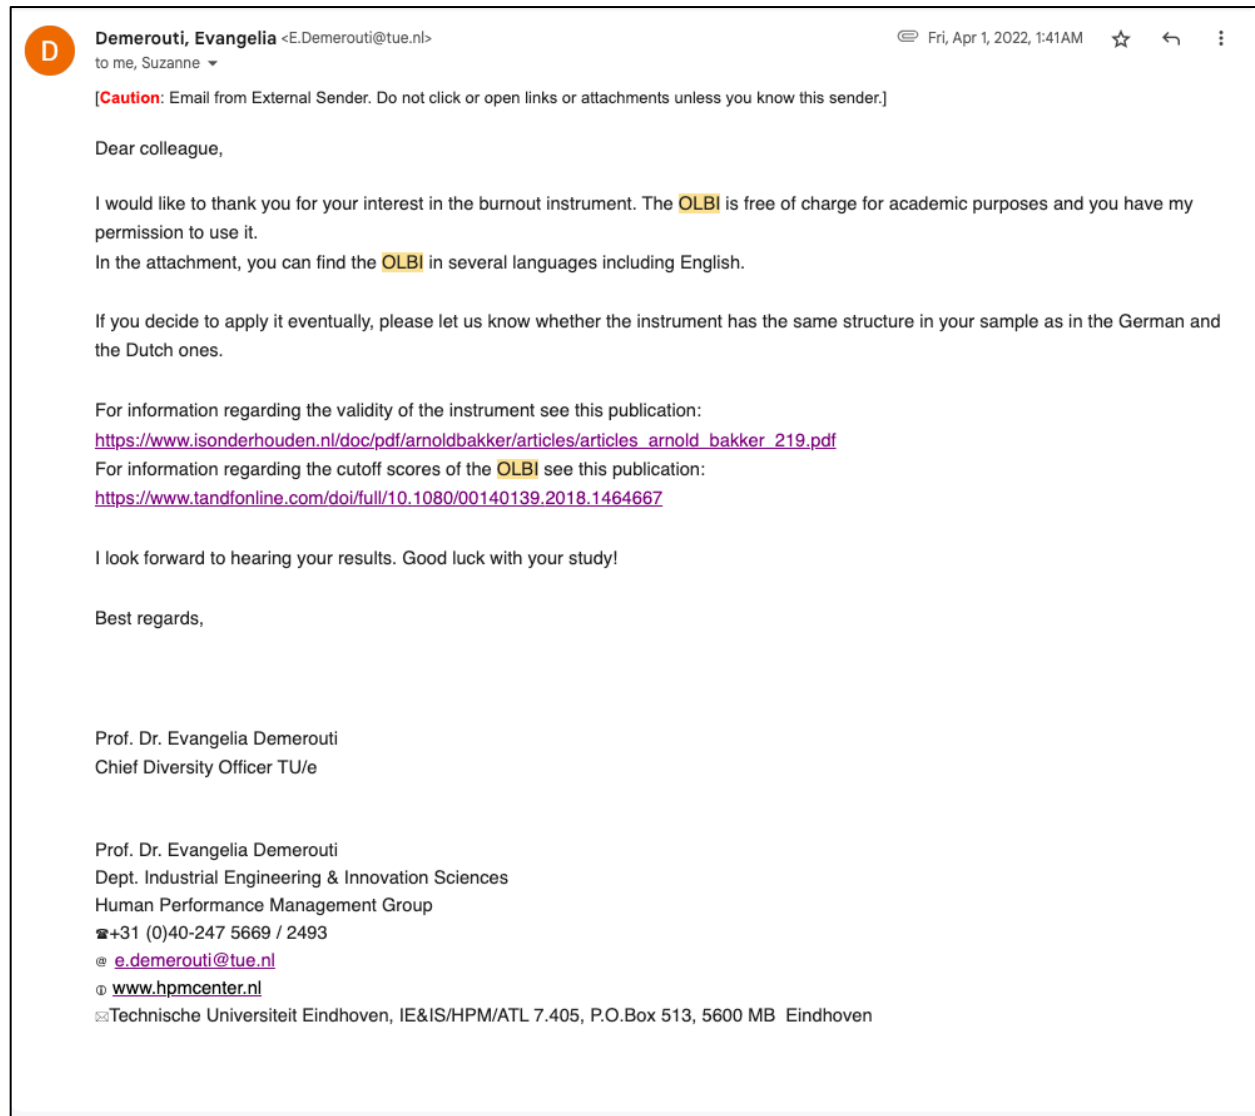 D
Demerouti, Evangelia <E.Demerouti@tue.nl>
Fri, Apr 1, 2022, 1:41AM
to me, Suzanne
[Caution: Email from External Sender. Do not click or open links or attachments unless you know this sender.]
Dear colleague,
I would like to thank you for your interest in the burnout instrument. The OLBI is free of charge for academic purposes and you have my
permission to use it.
In the attachment, you can find the OLBI in several languages including English.
If you decide to apply it eventually, please let us know whether the instrument has the same structure in your sample as in the German and
the Dutch ones.
For information regarding the validity of the instrument see this publication:
https://www.isonderhouden.nl/doc/pdf/arnoldbakker/articles/articles_arnold_bakker_219.pdf
For information regarding the cutoff scores of the OLBI see this publication:
https://www.tandfonline.com/doi/full/10.1080/00140139.2018.1464667
I look forward to hearing your results. Good luck with your study!
Best regards,
Prof. Dr. Evangelia Demerouti
Chief Diversity Officer TU/e
Prof. Dr. Evangelia Demerouti
Dept. Industrial Engineering & Innovation Sciences
Human Performance Management Group
☎+31 (0)40-247 5669 / 2493
@ e.demerouti@tue.nl
www.hpmcenter.nl
✉Technische Universiteit Eindhoven, IE&IS/HPM/ATL 7.405, P.O.Box 513, 5600 MB  Eindhoven